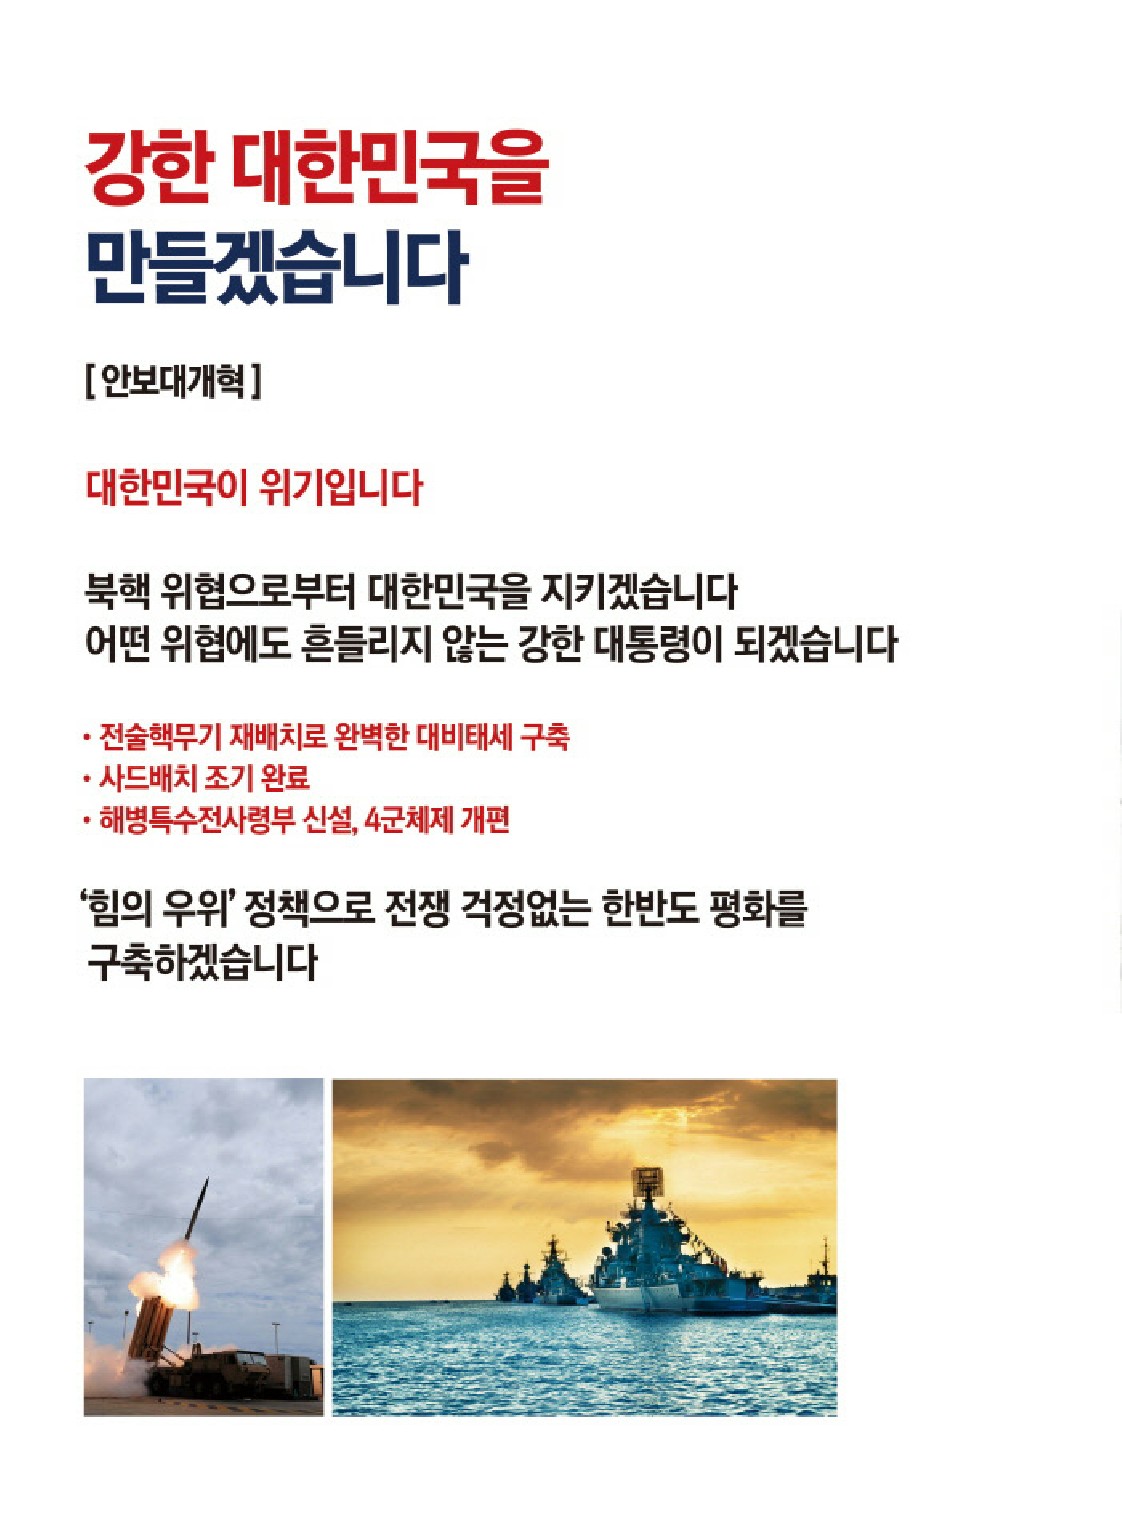 강한 대한민국을
만들겠습니다
[ 안보대개혁 ]
대한민국이 위기입니다
북핵 위협으로부터 대한민국을 지키겠습니다
어떤 위협에도 흔들리지 않는 강한 대통령이 되겠습니다
• 전술핵무기 재배치로 완벽한 대비태세 구축
• 사드배치 조기 완료
• 해병특수전사령부 신설, 4군체제 개편
‘힘의 우위’ 정책으로 전쟁 걱정없는 한반도 평화를
구축하겠습니다